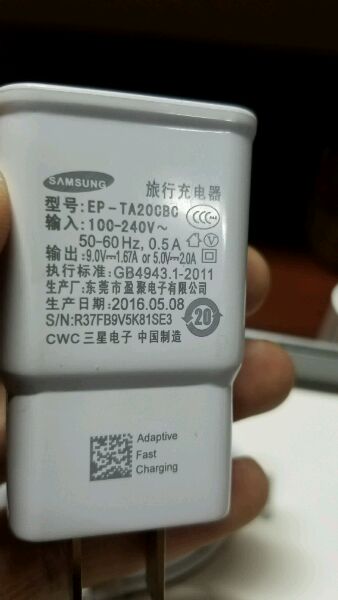 SAMSUNG
旅行充电器
型号:EP-TA20CBC
输入:100-240V~
50-60Hz, 0.5A
输出:9.0V⎓1.67A or 5.0V⎓2.0A
执行标准:GB4943.1-2011
生产厂:东莞市盈聚电子有限公司
生产日期:2016.05.08
S/N:R37FB9V5K81SE3
20
CWC 三星电子 中国制造
Adaptive
Fast
Charging